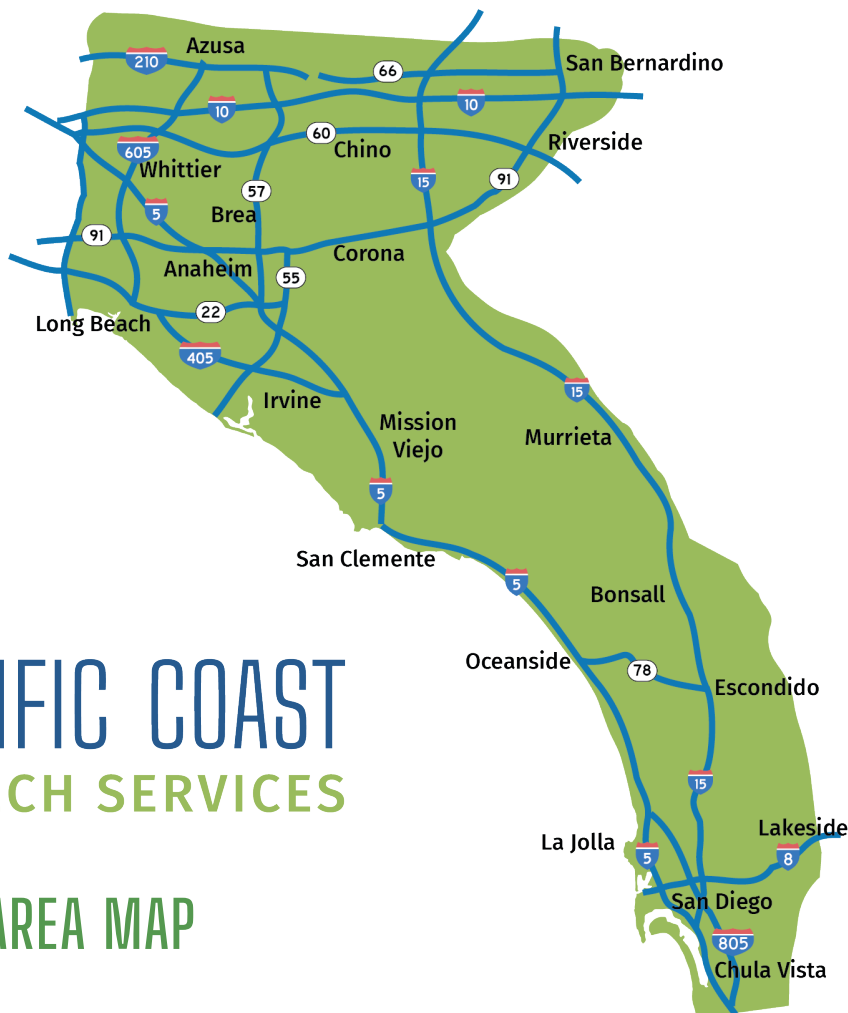 Azusa
210
66
San Bernardino
10
10
60
Chino
Riverside
605
Whittier
15
91
57
5
Brea
91
Corona
Anaheim
55
22
Long Beach
405
15
Irvine
Mission
Viejo
Murrieta
5
San Clemente
5
Bonsall
Oceanside
78
Escondido
IFIC COAST
CH SERVICES
15
Lakeside
La Jolla
5
8
San Diego
AREA MAP
805
Chula Vista